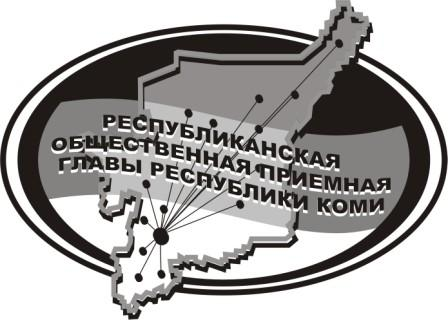 РЕСПУБЛИКАНСКАЯ
ОБЩЕСТВЕННАЯ ПРИЕМНАЯ
ГЛАВЫ РЕСПУБЛИКИ КОМИ